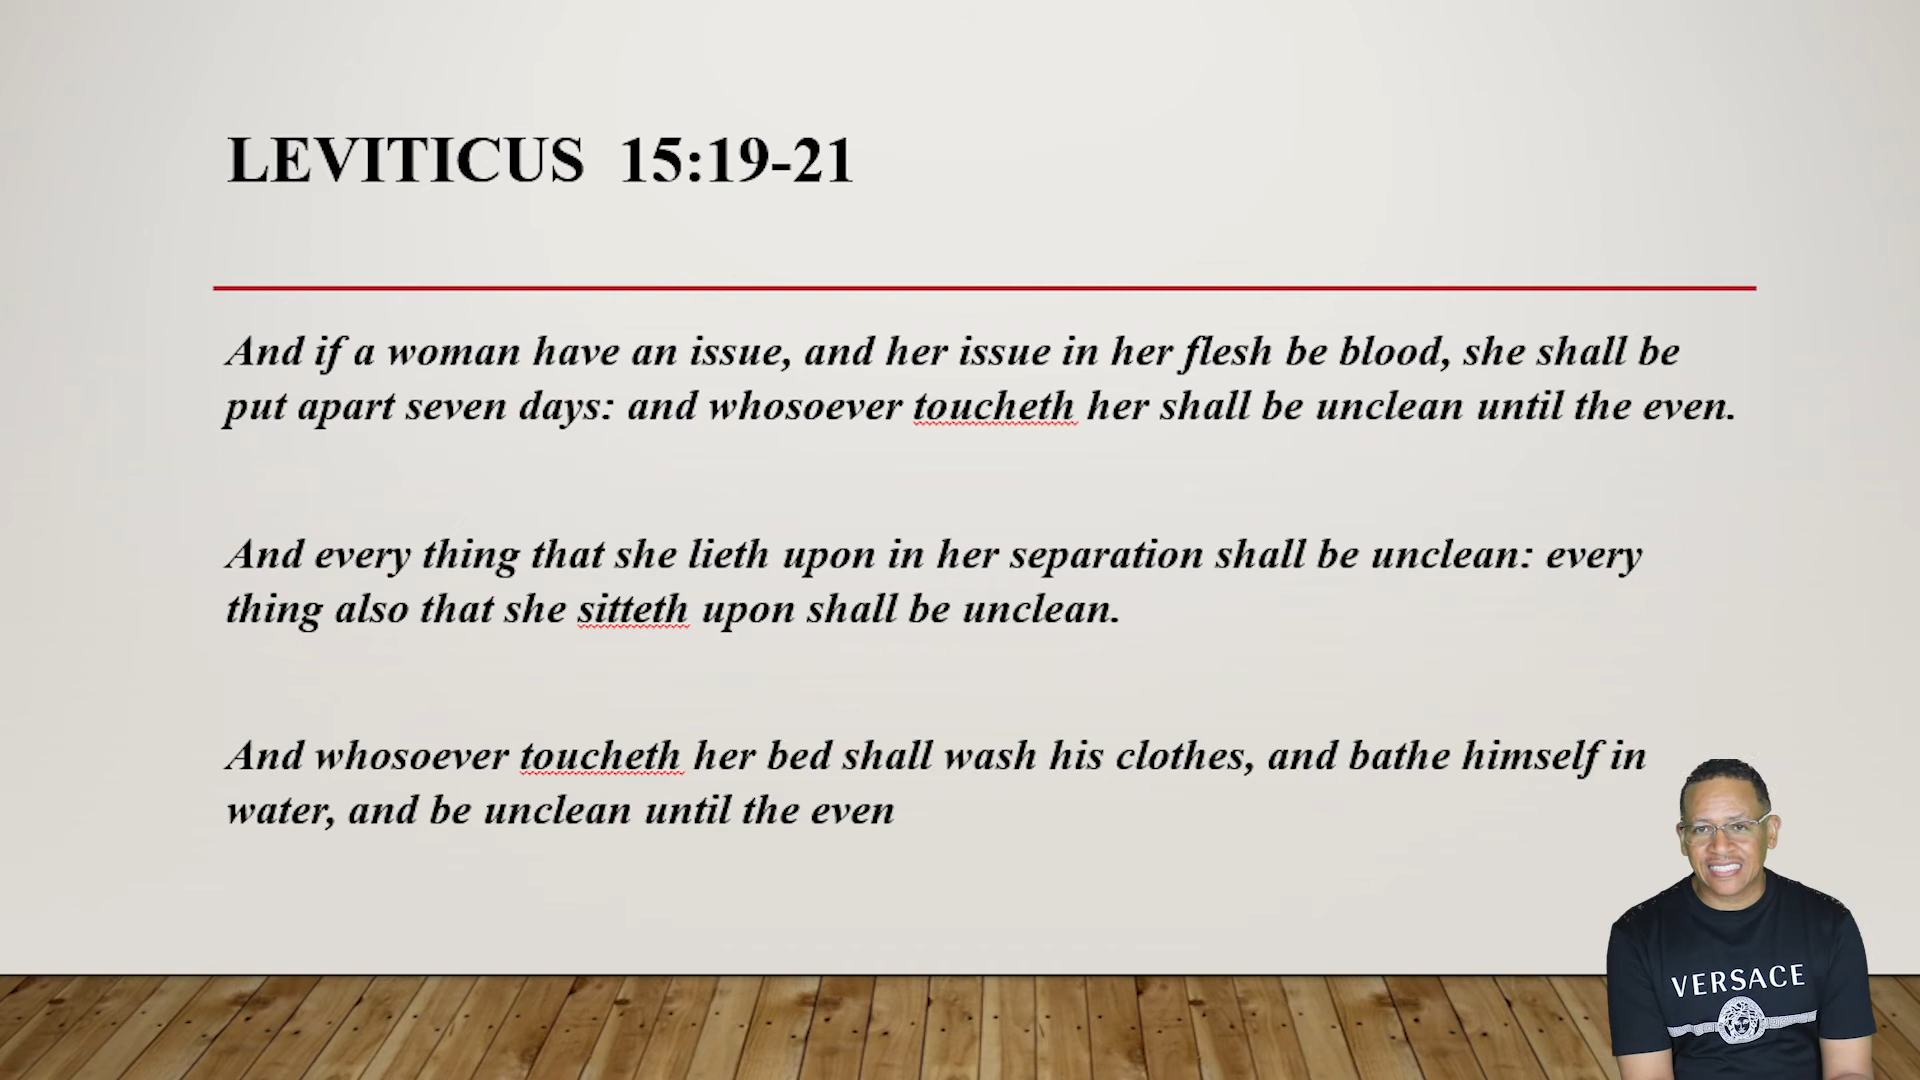 LEVITICUS 15:19-21
And if a woman have an issue, and her issue in her flesh be blood, she shall be
put apart seven days: and whosoever toucheth her shall be unclean until the even.
And every thing that she lieth upon in her separation shall be unclean: every
thing also that she sitteth upon shall be unclean.
And whosoever toucheth her bed shall wash his clothes, and bathe himself in
water, and be unclean until the even
VERSACE